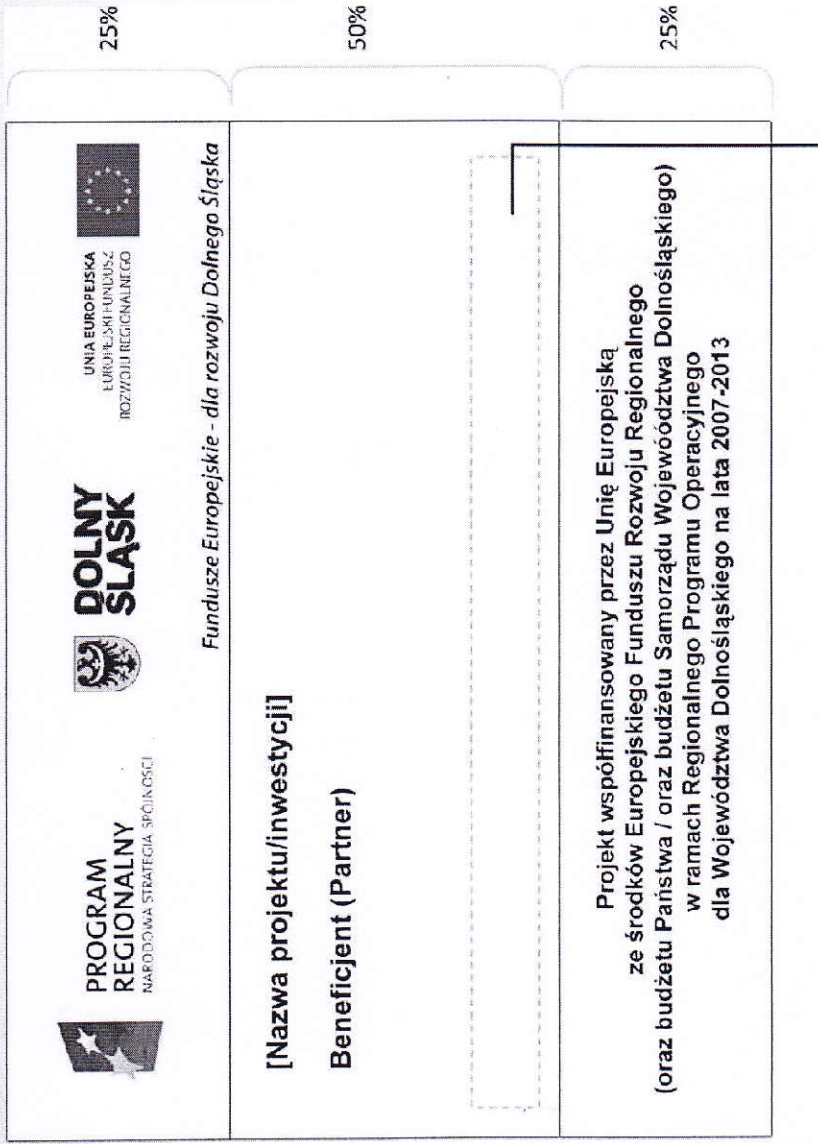 PROGRAM
REGIONALNY
NARODOWA STRATEGIA SPÓJNOŚCI
DOLNY
ŚLĄSK
UNIA EUROPEJSKA
EUROPEJSKI FUNDUSZ
ROZWOJU REGIONALNEGO
Fundusze Europejskie - dla rozwoju Dolnego Śląska
25%
[Nazwa projektu/inwestycji]
Beneficjent (Partner)
50%
Projekt współfinansowany przez Unię Europejską
ze środków Europejskiego Funduszu Rozwoju Regionalnego
(oraz budżetu Państwa / oraz budżetu Samorządu Wojewóództwa Dolnośląskiego)
w ramach Regionalnego Programu Operacyjnego
dla Województwa Dolnośląskiego na lata 2007-2013
25%